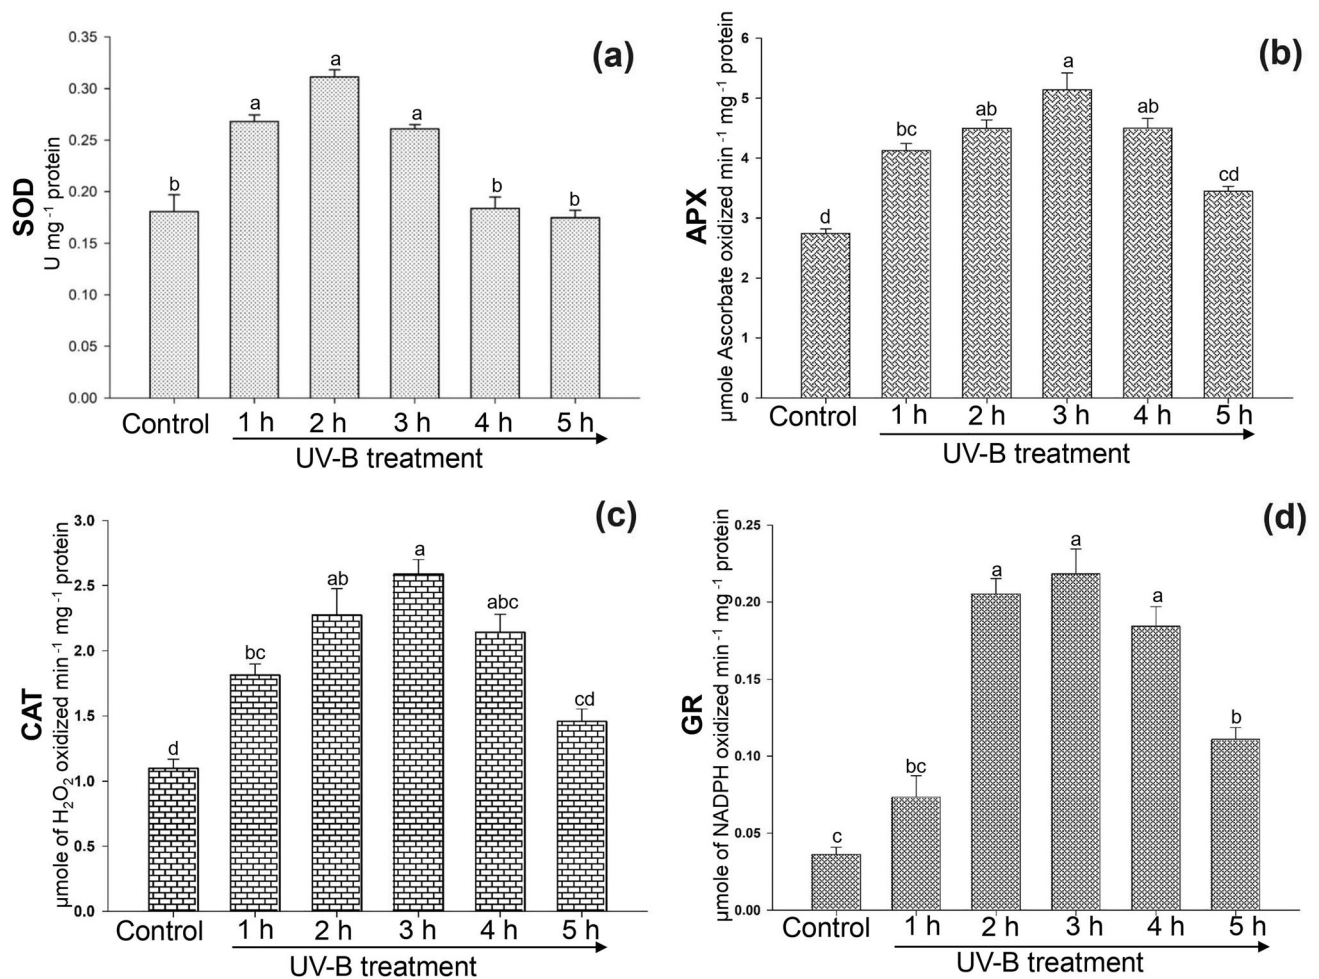 (a)
SOD
U mg⁻¹ protein
0.35
0.30
0.25
0.20
0.15
0.10
0.05
0.00
b
a
a
a
b
b
Control 1 h 2 h 3 h 4 h 5 h
UV-B treatment
(b)
APX
µmole Ascorbate oxidized min⁻¹ mg⁻¹ protein
6
5
4
3
2
1
0
d
bc
ab
a
ab
cd
Control 1 h 2 h 3 h 4 h 5 h
UV-B treatment
(c)
CAT
µmole of H₂O₂ oxidized min⁻¹ mg⁻¹ protein
3.0
2.5
2.0
1.5
1.0
0.5
0.0
d
bc
ab
a
abc
cd
Control 1 h 2 h 3 h 4 h 5 h
UV-B treatment
(d)
GR
µmole of NADPH oxidized min⁻¹ mg⁻¹ protein
0.25
0.20
0.15
0.10
0.05
0.00
c
bc
a
a
a
b
Control 1 h 2 h 3 h 4 h 5 h
UV-B treatment